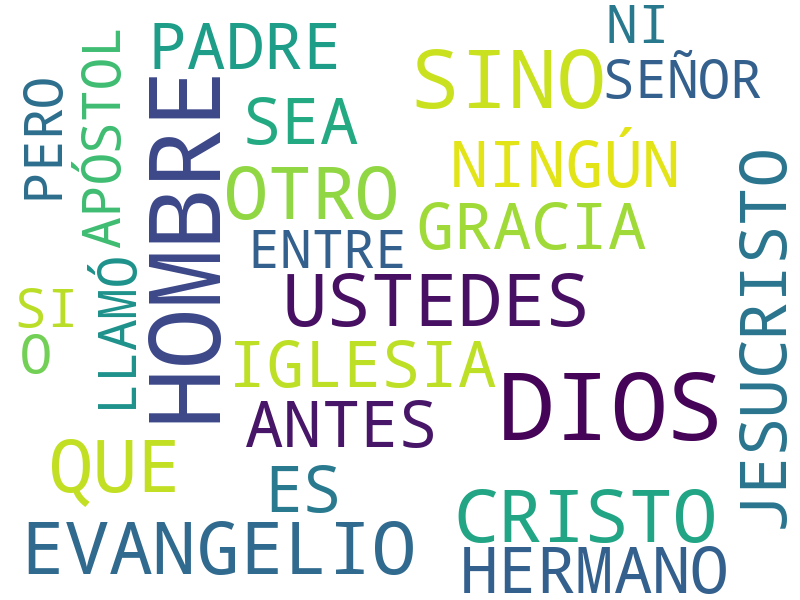 NI
PADRE
SINO
SEÑOR
PERO
APÓSTOL
HOMBRE
SEA
NINGÚN
OTRO
GRACIA
ENTRE
JESUCRISTO
LLAMÓ
USTEDES
SI
O
IGLESIA
DIOS
ANTES
QUE
ES
CRISTO
EVANGELIO
HERMANO